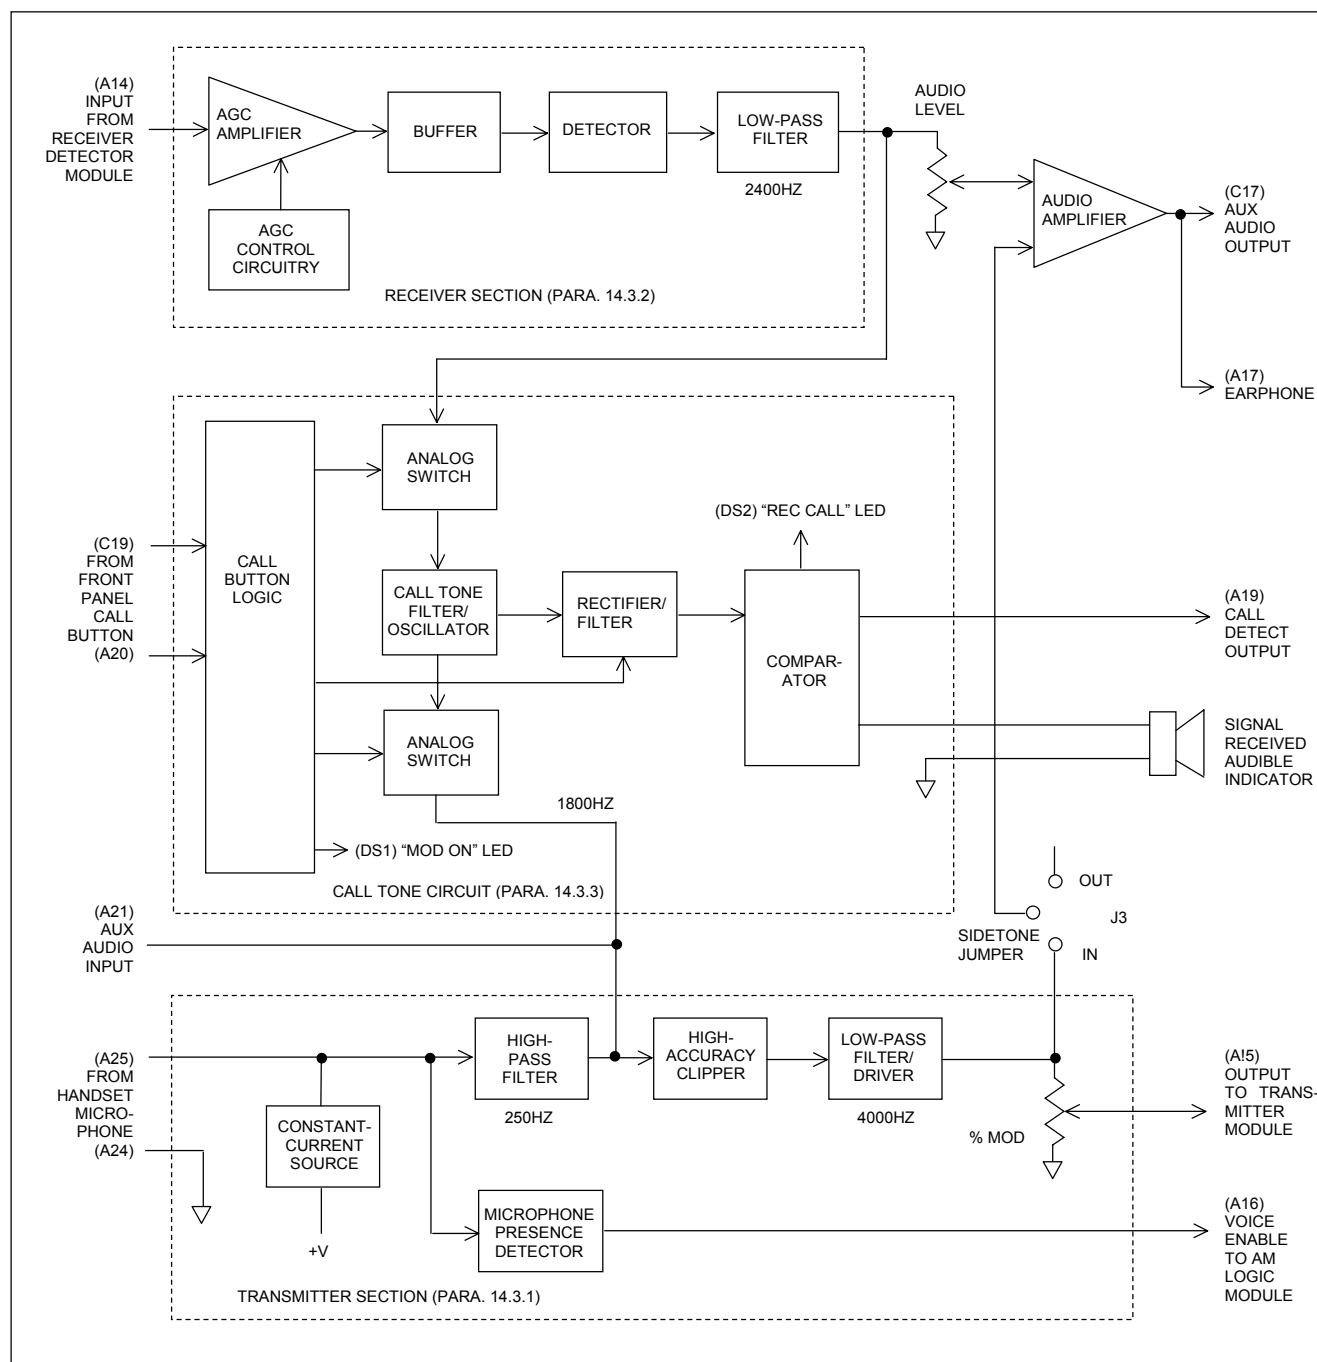 (A14)
INPUT
FROM
RECEIVER
DETECTOR
MODULE
AGC
AMPLIFIER
BUFFER
DETECTOR
LOW-PASS
FILTER
2400HZ
AGC
CONTROL
CIRCUITRY
RECEIVER SECTION (PARA. 14.3.2)
AUDIO
LEVEL
AUDIO
AMPLIFIER
(C17)
AUX
AUDIO
OUTPUT
(A17)
EARPHONE
ANALOG
SWITCH
(DS2) “REC CALL” LED
(C19)
FROM
FRONT
PANEL
CALL
BUTTON
(A20)
CALL
BUTTON
LOGIC
CALL TONE
FILTER/
OSCILLATOR
RECTIFIER/
FILTER
COMPAR-
ATOR
(A19)
CALL
DETECT
OUTPUT
ANALOG
SWITCH
SIGNAL
RECEIVED
AUDIBLE
INDICATOR
1800HZ
(DS1) “MOD ON” LED
CALL TONE CIRCUIT (PARA. 14.3.3)
OUT
J3
SIDETONE
JUMPER
IN
(A21)
AUX
AUDIO
INPUT
(A25)
FROM
HANDSET
MICRO-
PHONE
(A24)
HIGH-
PASS
FILTER
250HZ
HIGH-
ACCURACY
CLIPPER
LOW-PASS
FILTER/
DRIVER
4000HZ
% MOD
(A!5)
OUTPUT
TO TRANS-
MITTER
MODULE
CONSTANT-
CURRENT
SOURCE
+V
MICROPHONE
PRESENCE
DETECTOR
(A16)
VOICE
ENABLE
TO AM
LOGIC
MODULE
TRANSMITTER SECTION (PARA. 14.3.1)